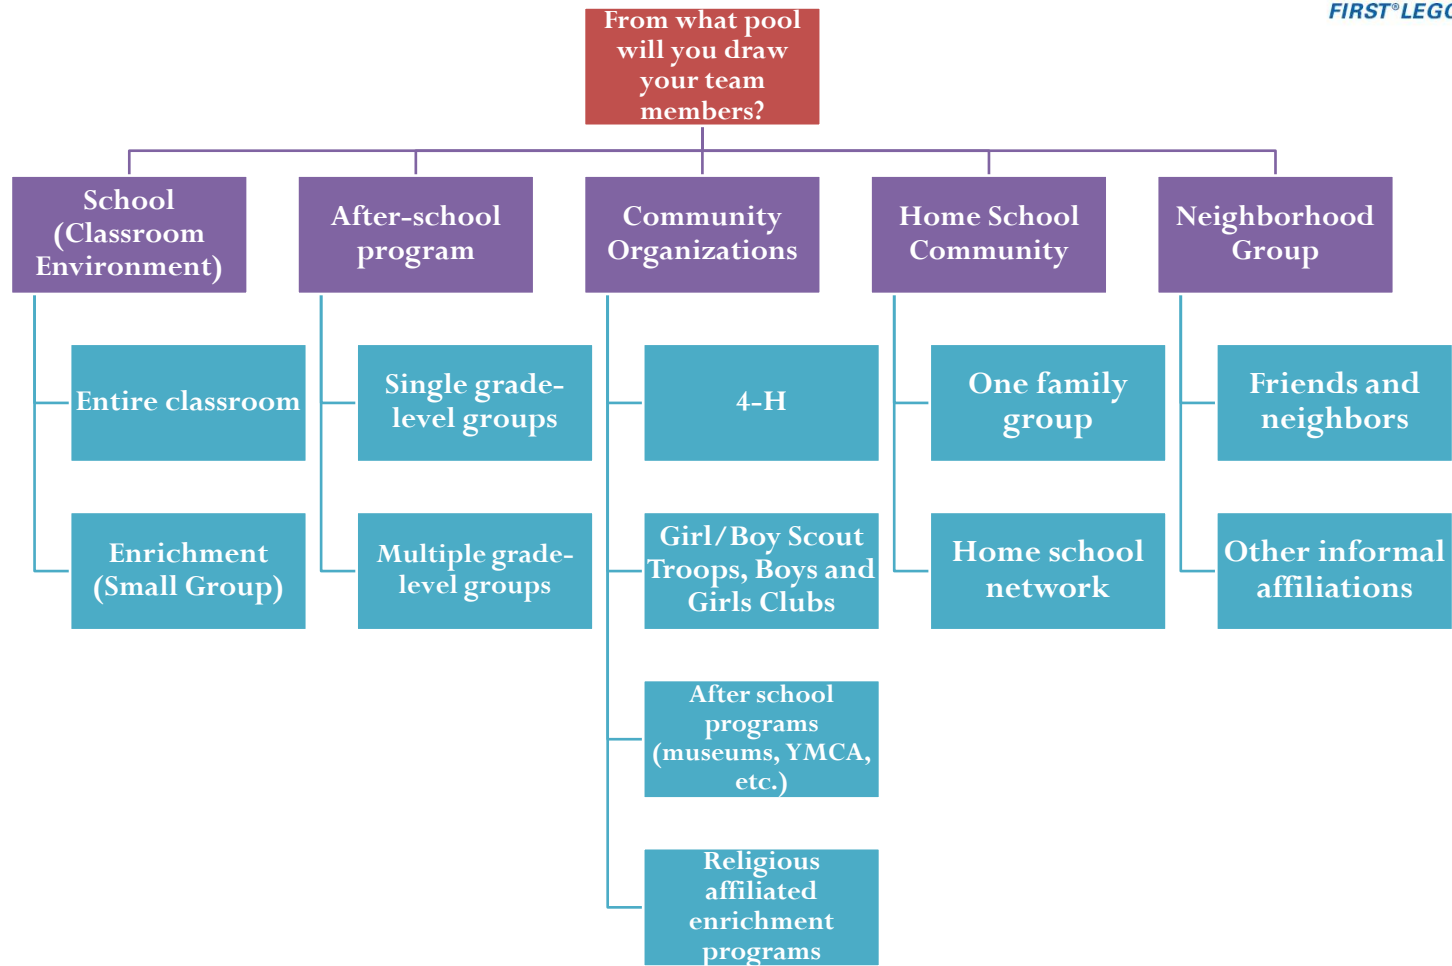 FIRST®LEGO
From what pool
will you draw
your team
members?
School
(Classroom
Environment)
After-school
program
Community
Organizations
Home School
Community
Neighborhood
Group
Entire classroom
Single grade-
level groups
4-H
One family
group
Friends and
neighbors
Enrichment
(Small Group)
Multiple grade-
level groups
Girl/Boy Scout
Troops, Boys and
Girls Clubs
Home school
network
Other informal
affiliations
After school
programs
(museums, YMCA,
etc.)
Religious
affiliated
enrichment
programs